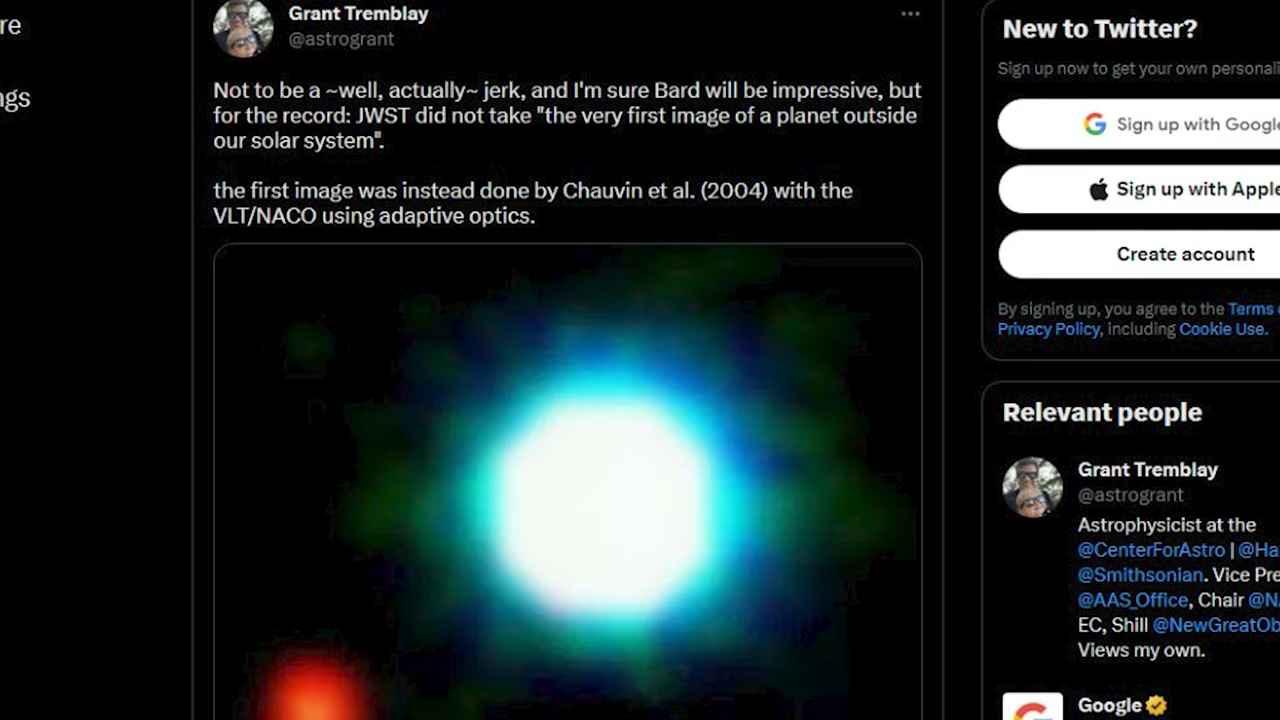 re
ngs
Grant Tremblay
@astrogrant
Not to be a ~well, actually~ jerk, and I'm sure Bard will be impressive, but
for the record: JWST did not take "the very first image of a planet outside
our solar system".
the first image was instead done by Chauvin et al. (2004) with the
VLT/NACO using adaptive optics.
New to Twitter?
Sign up now to get your own personali
Sign up with Google
Sign up with Apple
Create account
By signing up, you agree to the Terms o
Privacy Policy, including Cookie Use.
Relevant people
Grant Tremblay
@astrogrant
Astrophysicist at the
@CenterForAstro | @Ha
@Smithsonian. Vice Pre
@AAS_Office, Chair @N
EC, Shill @NewGreatOb
Views my own.
Google